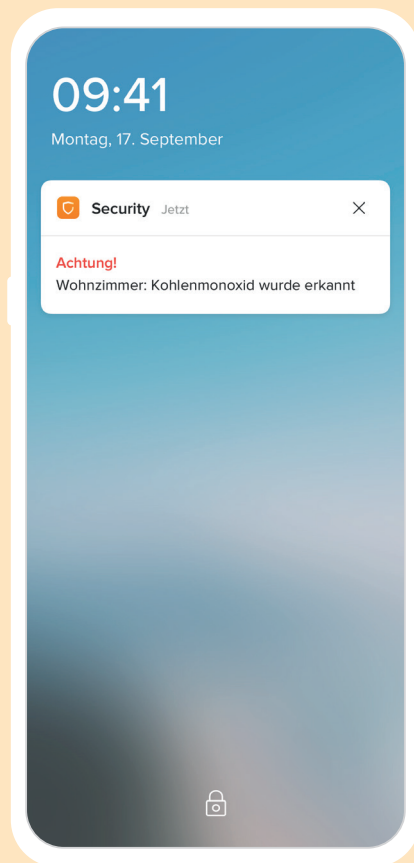 09:41
Montag, 17. September
Security Jetzt
Achtung!
Wohnzimmer: Kohlenmonoxid wurde erkannt